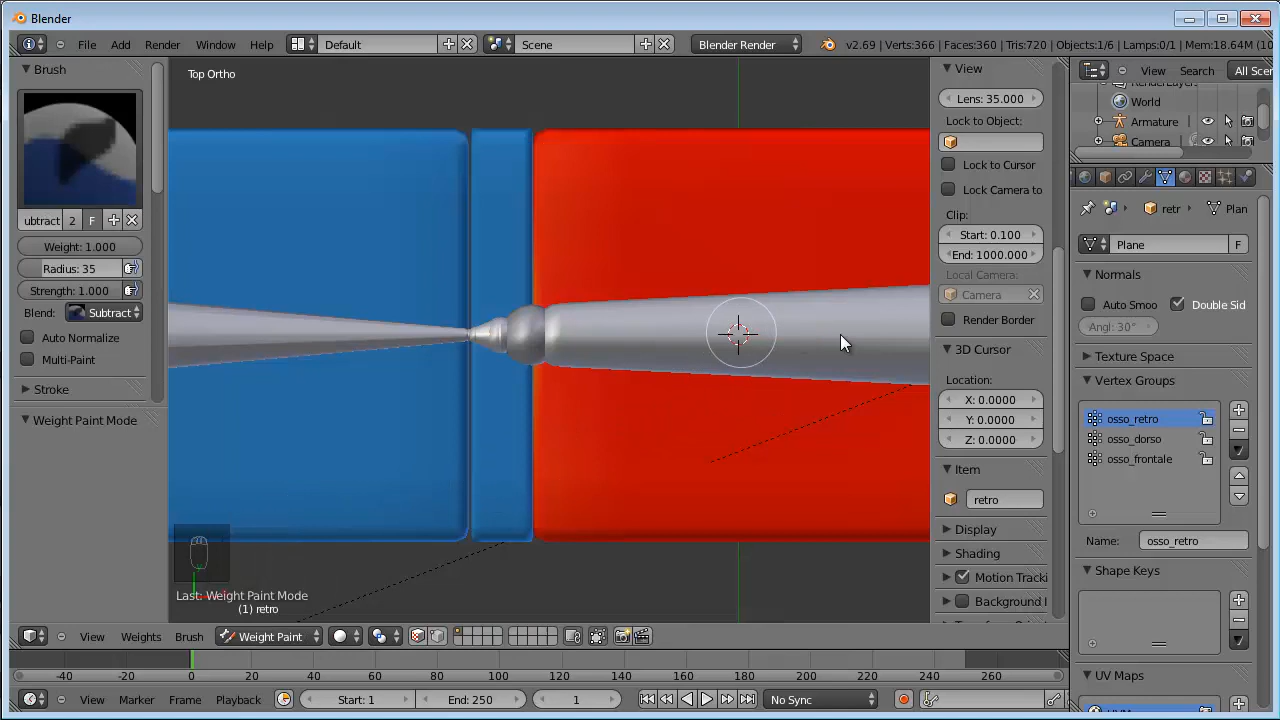 Blender
File Add Render Window Help Default Scene Blender Render v2.69 | Verts:366 | Faces:360 | Tris:720 | Objects:1/6 | Lamps:0/1 | Mem:18.64M (10
Brush
ubtract 2 F
Weight: 1.000
Radius: 35
Strength: 1.000
Blend: Subtract
Auto Normalize
Multi-Paint
Stroke
Weight Paint Mode
Top Ortho
Last: Weight Paint Mode
(1) retro
View
Lens: 35.000
Lock to Object:
Lock to Cursor
Lock Camera to
Clip:
Start: 0.100
End: 1000.000
Local Camera:
Camera
Render Border
3D Cursor
Location:
X: 0.0000
Y: 0.0000
Z: 0.0000
Item
retro
Display
Shading
Motion Tracki
Background I
View Search All Scen
World
Armature
Camera
retr Plan
Plane F
Normals
Auto Smoo Double Sid
Angl: 30°
Texture Space
Vertex Groups
osso_retro
osso_dorso
osso_frontale
Name: osso_retro
Shape Keys
UV Maps
View Weights Brush Weight Paint
-40 -20 0 20 40 60 80 100 120 140 160 180 200 220 240 260
View Marker Frame Playback Start: 1 End: 250 1 No Sync